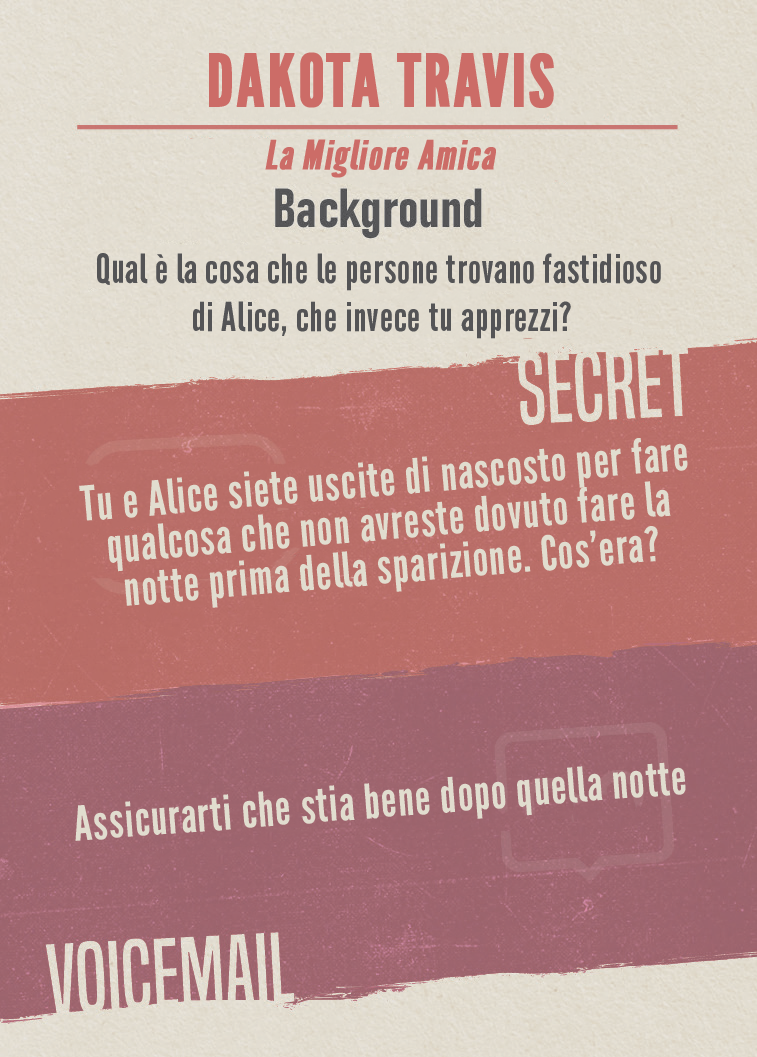 DAKOTA TRAVIS
La Migliore Amica
Background
Qual è la cosa che le persone trovano fastidioso
di Alice, che invece tu apprezzi?
SECRET
Tu e Alice siete uscite di nascosto per fare
qualcosa che non avreste dovuto fare la
notte prima della sparizione. Cos’era?
Assicurarti che stia bene dopo quella notte
VOICEMAIL